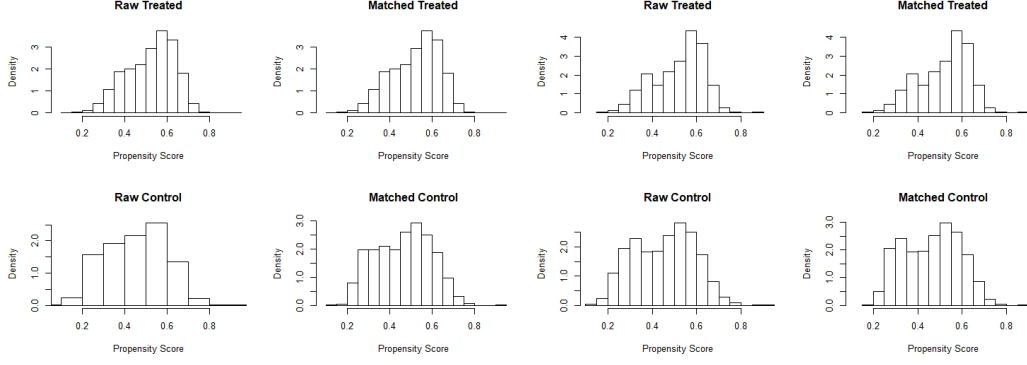 Raw Treated
Matched Treated
Raw Treated
Matched Treated
Density
0 1 2 3
0.2 0.4 0.6 0.8
Propensity Score
Density
0 1 2 3
0.2 0.4 0.6 0.8
Propensity Score
Density
0 1 2 3 4
0.2 0.4 0.6 0.8
Propensity Score
Density
0 1 2 3 4
0.2 0.4 0.6 0.8
Propensity Score
Raw Control
Matched Control
Raw Control
Matched Control
Density
0.0 1.0 2.0
0.2 0.4 0.6 0.8
Propensity Score
Density
0.0 1.0 2.0 3.0
0.2 0.4 0.6 0.8
Propensity Score
Density
0.0 1.0 2.0
0.2 0.4 0.6 0.8
Propensity Score
Density
0.0 1.0 2.0 3.0
0.2 0.4 0.6 0.8
Propensity Score